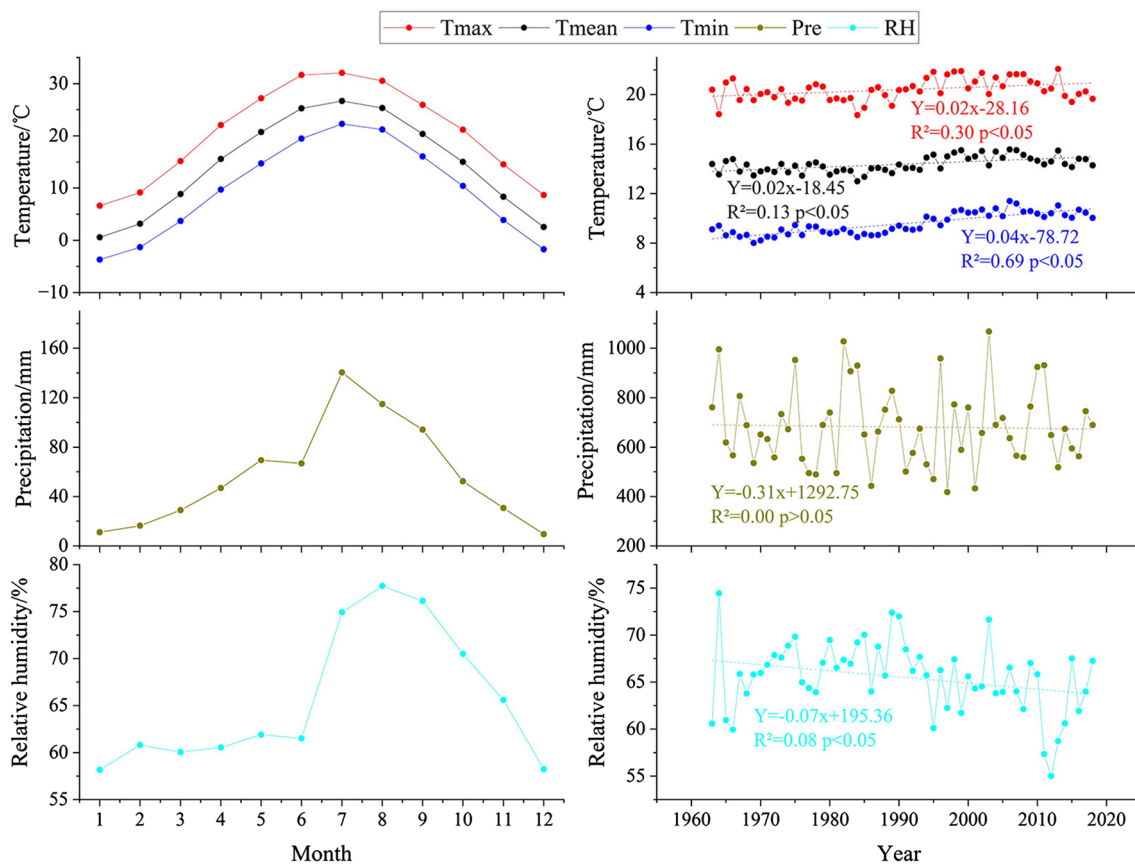 Tmax Tmean Tmin Pre RH
Temperature/℃
30
20
10
0
−10
Temperature/℃
20
16
12
8
4
Y=0.02x-28.16
R²=0.30 p<0.05
Y=0.02x-18.45
R²=0.13 p<0.05
Y=0.04x-78.72
R²=0.69 p<0.05
Precipitation/mm
160
120
80
40
0
Precipitation/mm
1000
800
600
400
200
Y=-0.31x+1292.75
R²=0.00 p>0.05
Relative humidity/%
80
75
70
65
60
55
1 2 3 4 5 6 7 8 9 10 11 12
Month
Relative humidity/%
75
70
65
60
55
Y=-0.07x+195.36
R²=0.08 p<0.05
1960 1970 1980 1990 2000 2010 2020
Year